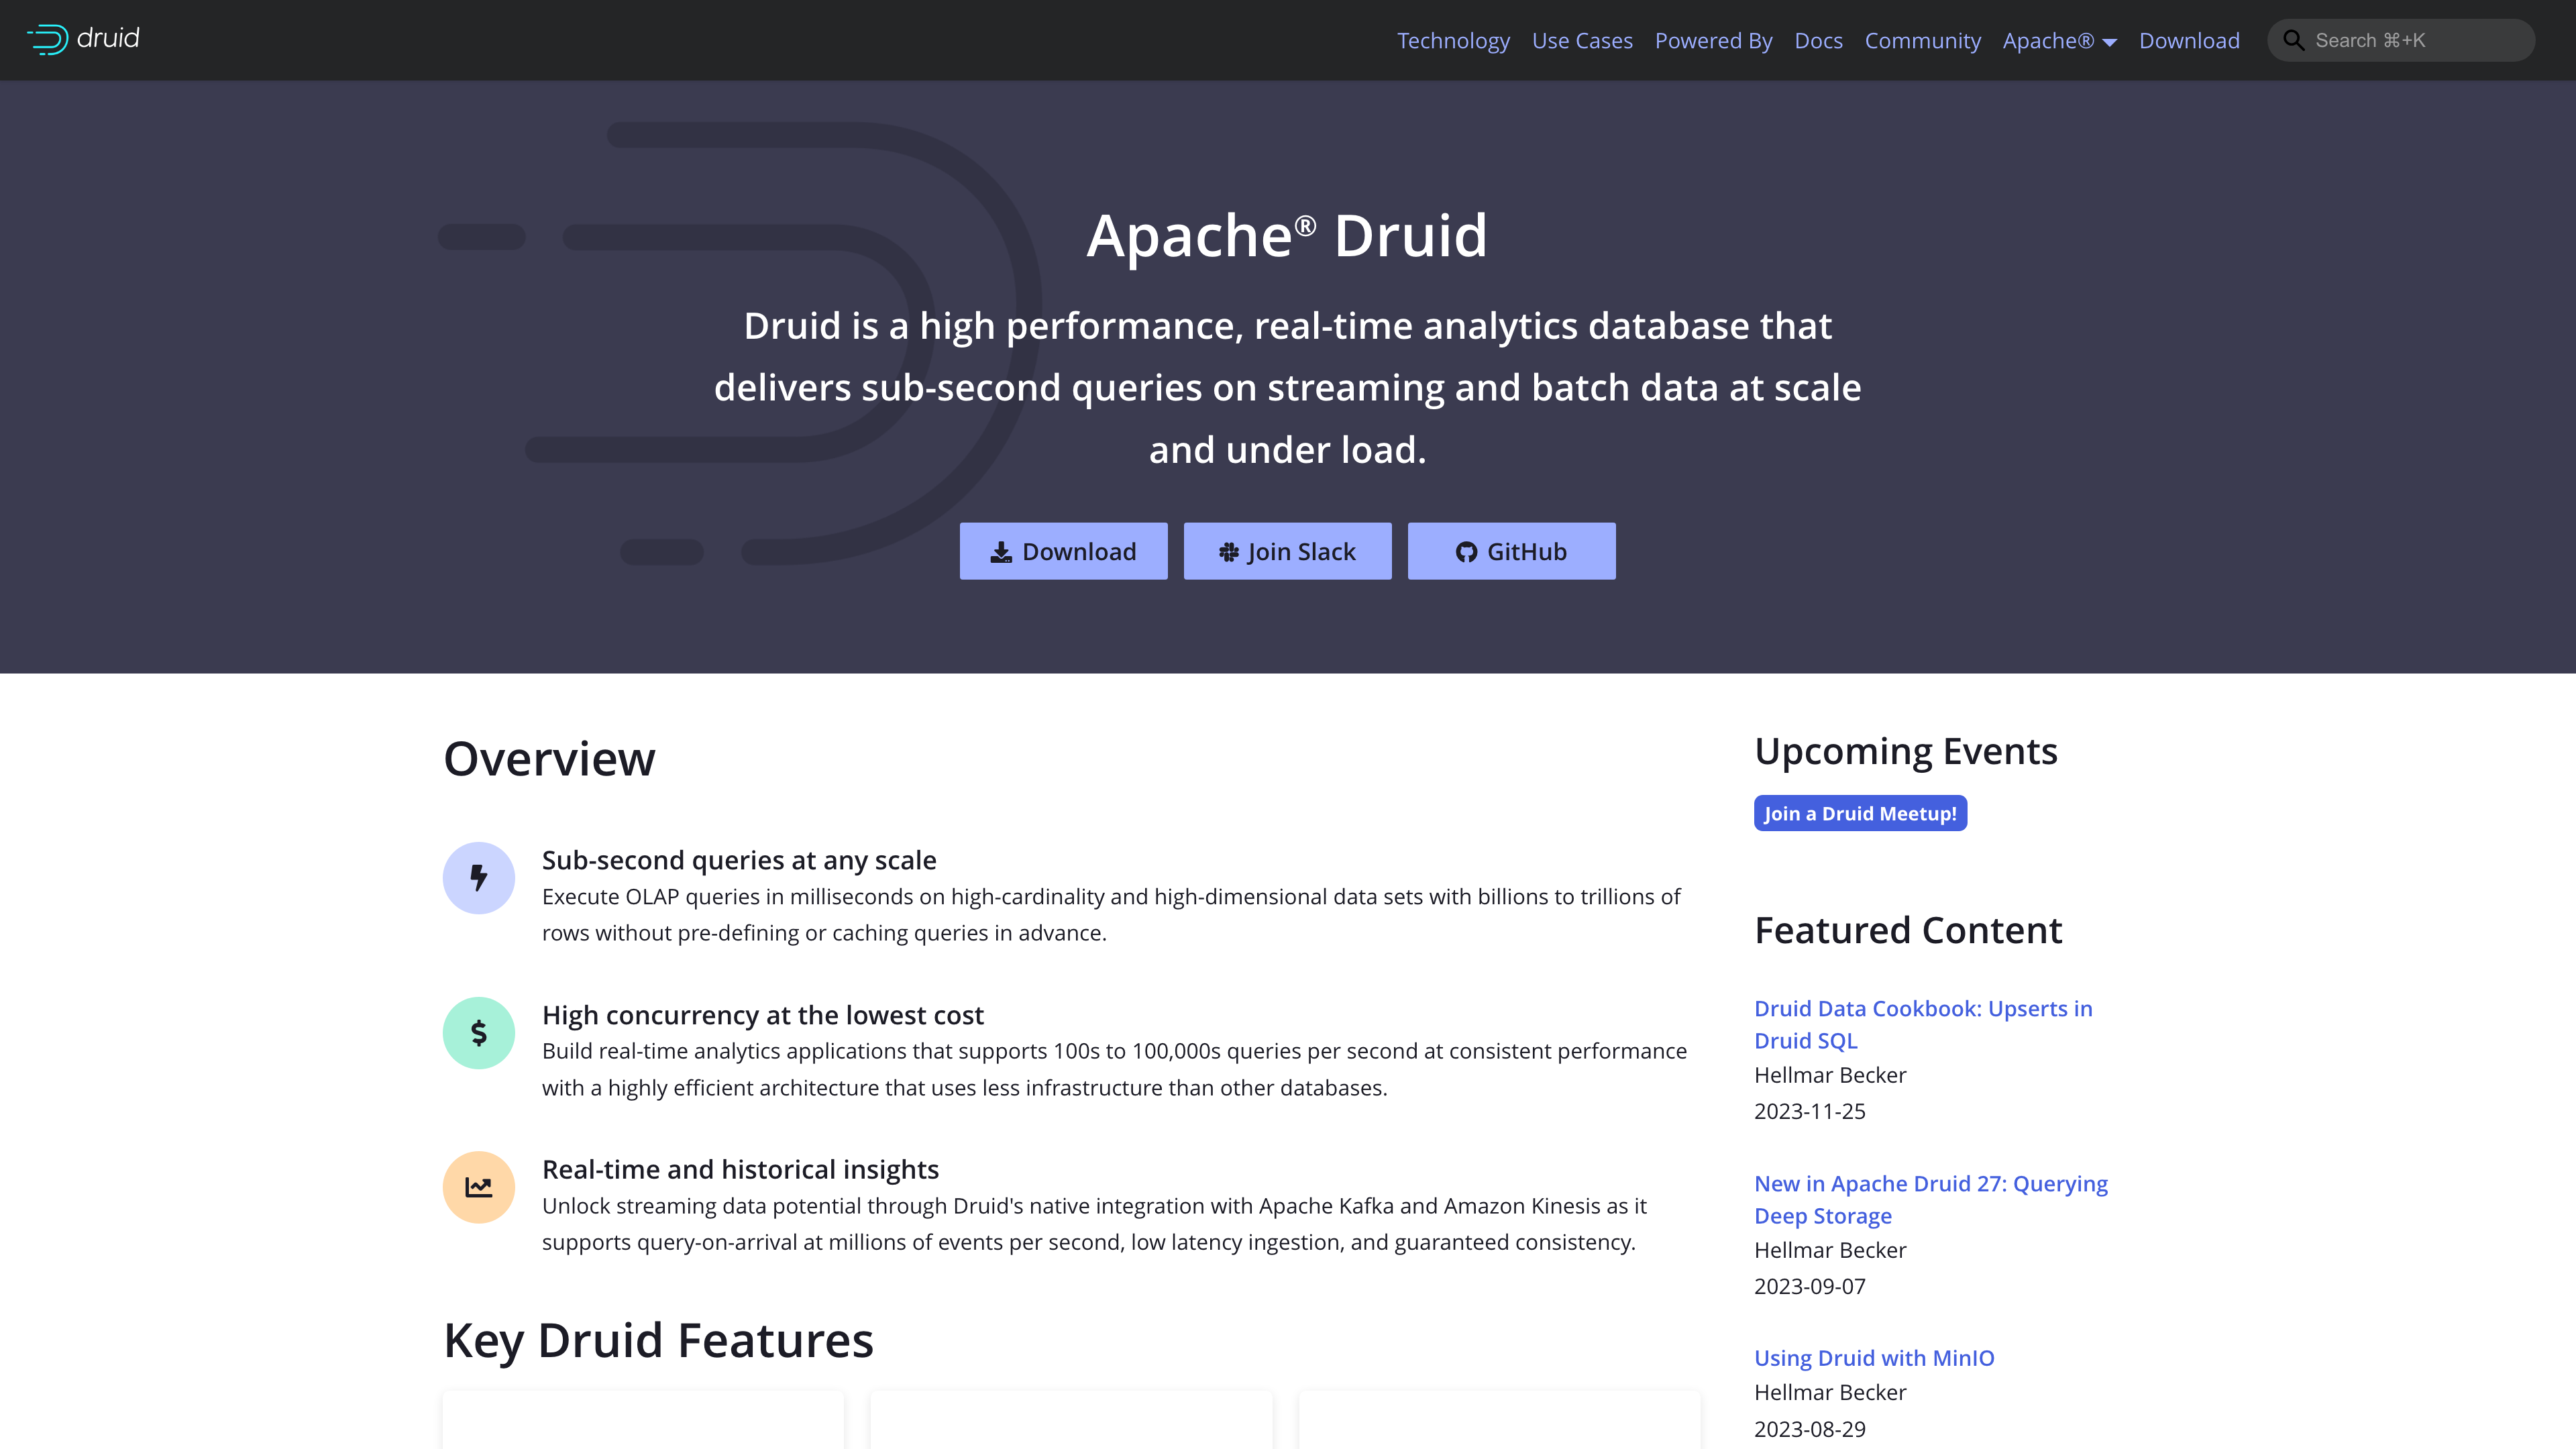 druid
Technology Use Cases Powered By Docs Community Apache® Download Search ⌘+K
Apache® Druid
Druid is a high performance, real-time analytics database that
delivers sub-second queries on streaming and batch data at scale
and under load.
Download Join Slack GitHub
Overview
Sub-second queries at any scale
Execute OLAP queries in milliseconds on high-cardinality and high-dimensional data sets with billions to trillions of
rows without pre-defining or caching queries in advance.
High concurrency at the lowest cost
Build real-time analytics applications that supports 100s to 100,000s queries per second at consistent performance
with a highly efficient architecture that uses less infrastructure than other databases.
Real-time and historical insights
Unlock streaming data potential through Druid's native integration with Apache Kafka and Amazon Kinesis as it
supports query-on-arrival at millions of events per second, low latency ingestion, and guaranteed consistency.
Key Druid Features
Upcoming Events
Join a Druid Meetup!
Featured Content
Druid Data Cookbook: Upserts in
Druid SQL
Hellmar Becker
2023-11-25
New in Apache Druid 27: Querying
Deep Storage
Hellmar Becker
2023-09-07
Using Druid with MinIO
Hellmar Becker
2023-08-29